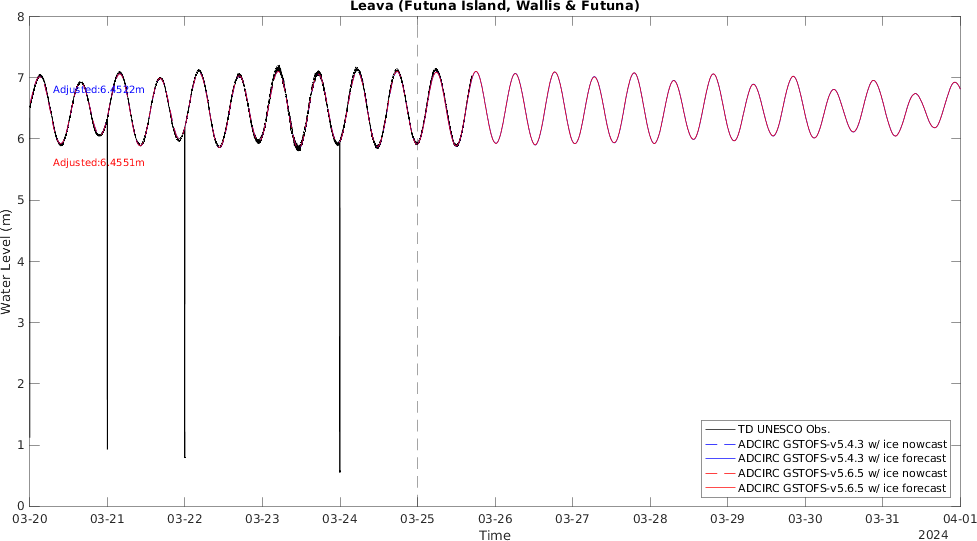 Leava (Futuna Island, Wallis & Futuna)
8
7
6
5
4
3
2
1
0
Water Level (m)
Adjusted:6.4522m
Adjusted:6.4551m
TD UNESCO Obs.
ADCIRC GSTOFS-v5.4.3 w/ ice nowcast
ADCIRC GSTOFS-v5.4.3 w/ ice forecast
ADCIRC GSTOFS-v5.6.5 w/ ice nowcast
ADCIRC GSTOFS-v5.6.5 w/ ice forecast
03-20 03-21 03-22 03-23 03-24 03-25 03-26 03-27 03-28 03-29 03-30 03-31 04-01
Time
2024